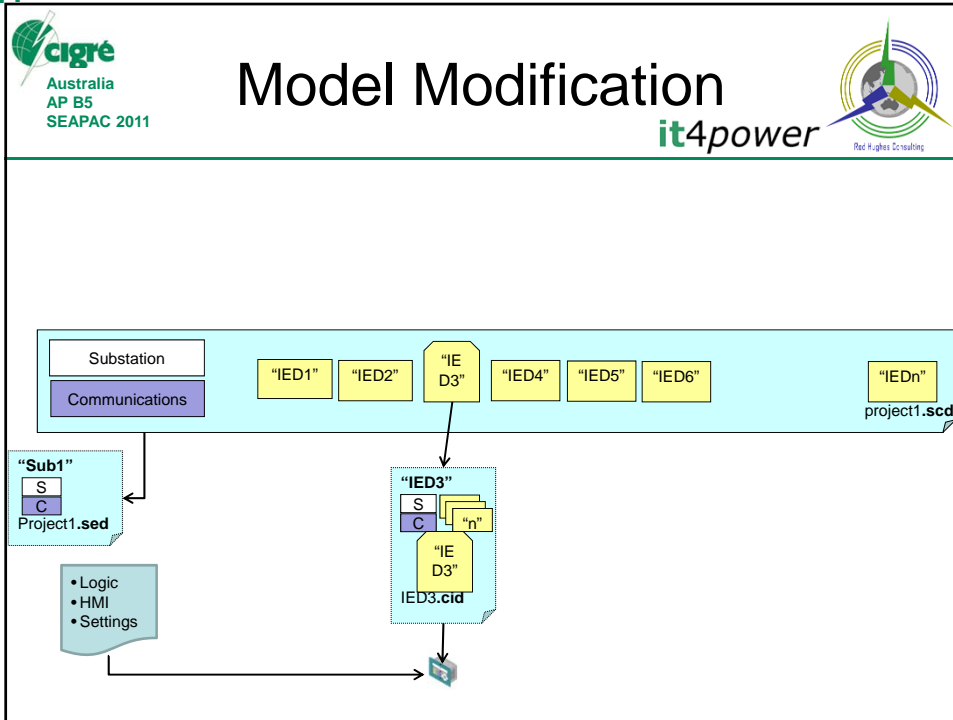 cigré
Australia
AP B5
SEAPAC 2011
Model Modification
it4power
Rod Hughes Consulting
Substation
Communications
“IED1”
“IED2”
“IE
D3”
“IED4”
“IED5”
“IED6”
“IEDn”
project1.scd
“Sub1”
S
C
Project1.sed
“IED3”
S
C
“n”
“IE
D3”
IED3.cid
•Logic
•HMI
•Settings